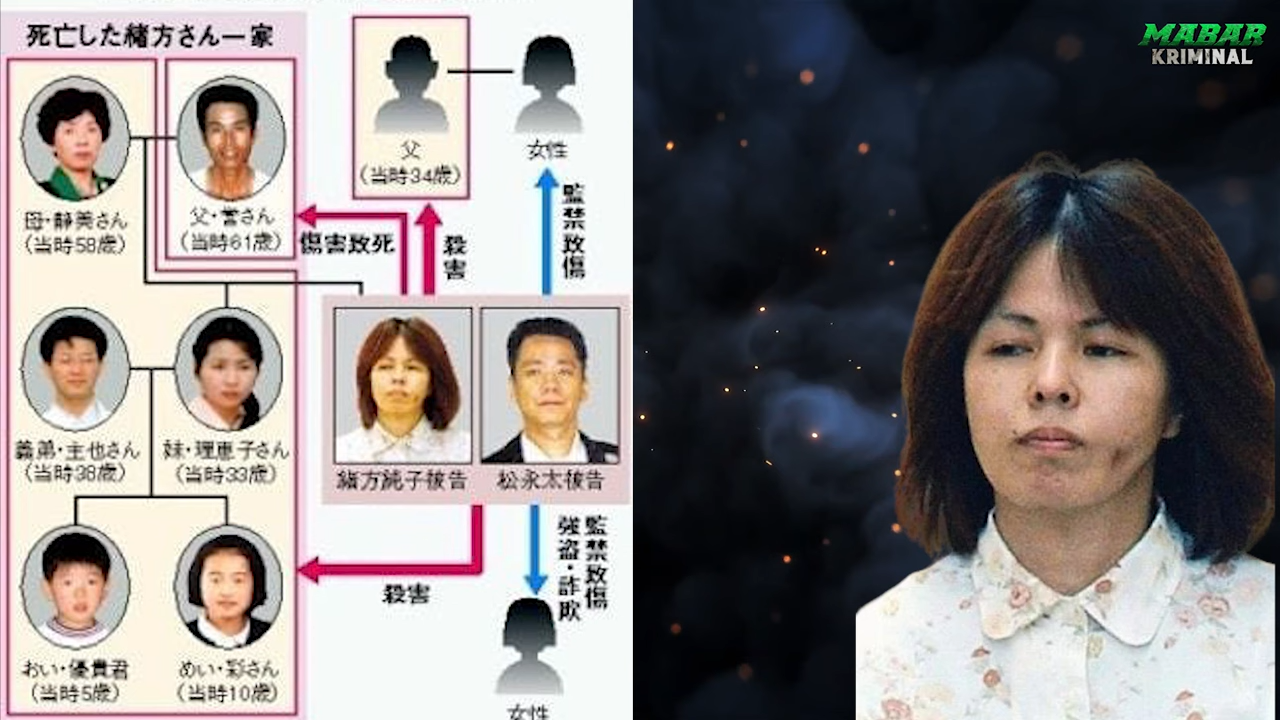 死亡した緒方さん一家
母・静美さん
(当時58歳)
父・誉さん
(当時61歳)
父
(当時34歳)
女性
傷害致死
殺害
監禁致傷
義弟・主也さん
(当時38歳)
妹・理恵子さん
(当時33歳)
緒方純子被告
松永太被告
おい・優貴君
(当時5歳)
めい・彩さん
(当時10歳)
殺害
監禁致傷
強盗・詐欺
女性
MABAR
KRIMINAL